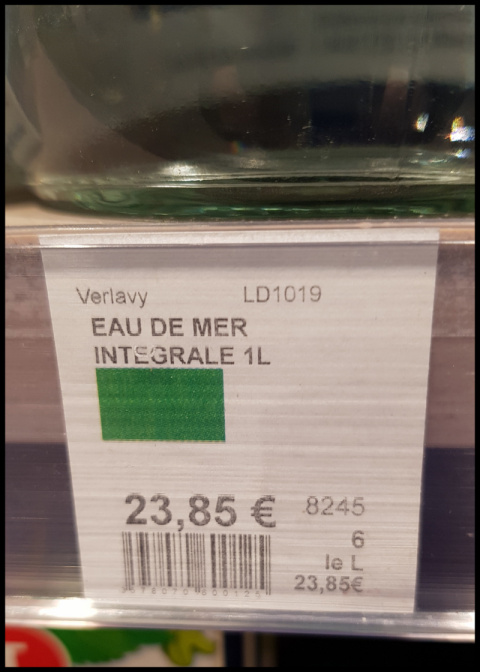 Verlavy LD1019
EAU DE MER
INTEGRALE 1L
23,85 € 8245
6
le L
23,85€